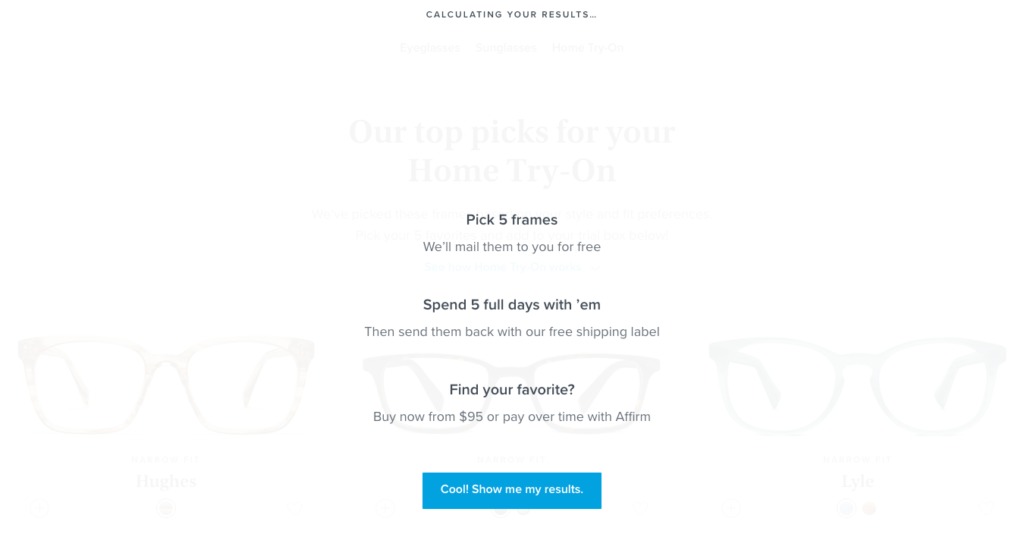 CALCULATING YOUR RESULTS…
Eyeglasses Sunglasses Home Try-On
Our top picks for your
Home Try-On
Pick 5 frames
We’ll mail them to you for free
Spend 5 full days with ’em
Then send them back with our free shipping label
Find your favorite?
Buy now from $95 or pay over time with Affirm
NARROW FIT NARROW FIT NARROW FIT
Hughes Lyle
Cool! Show me my results.